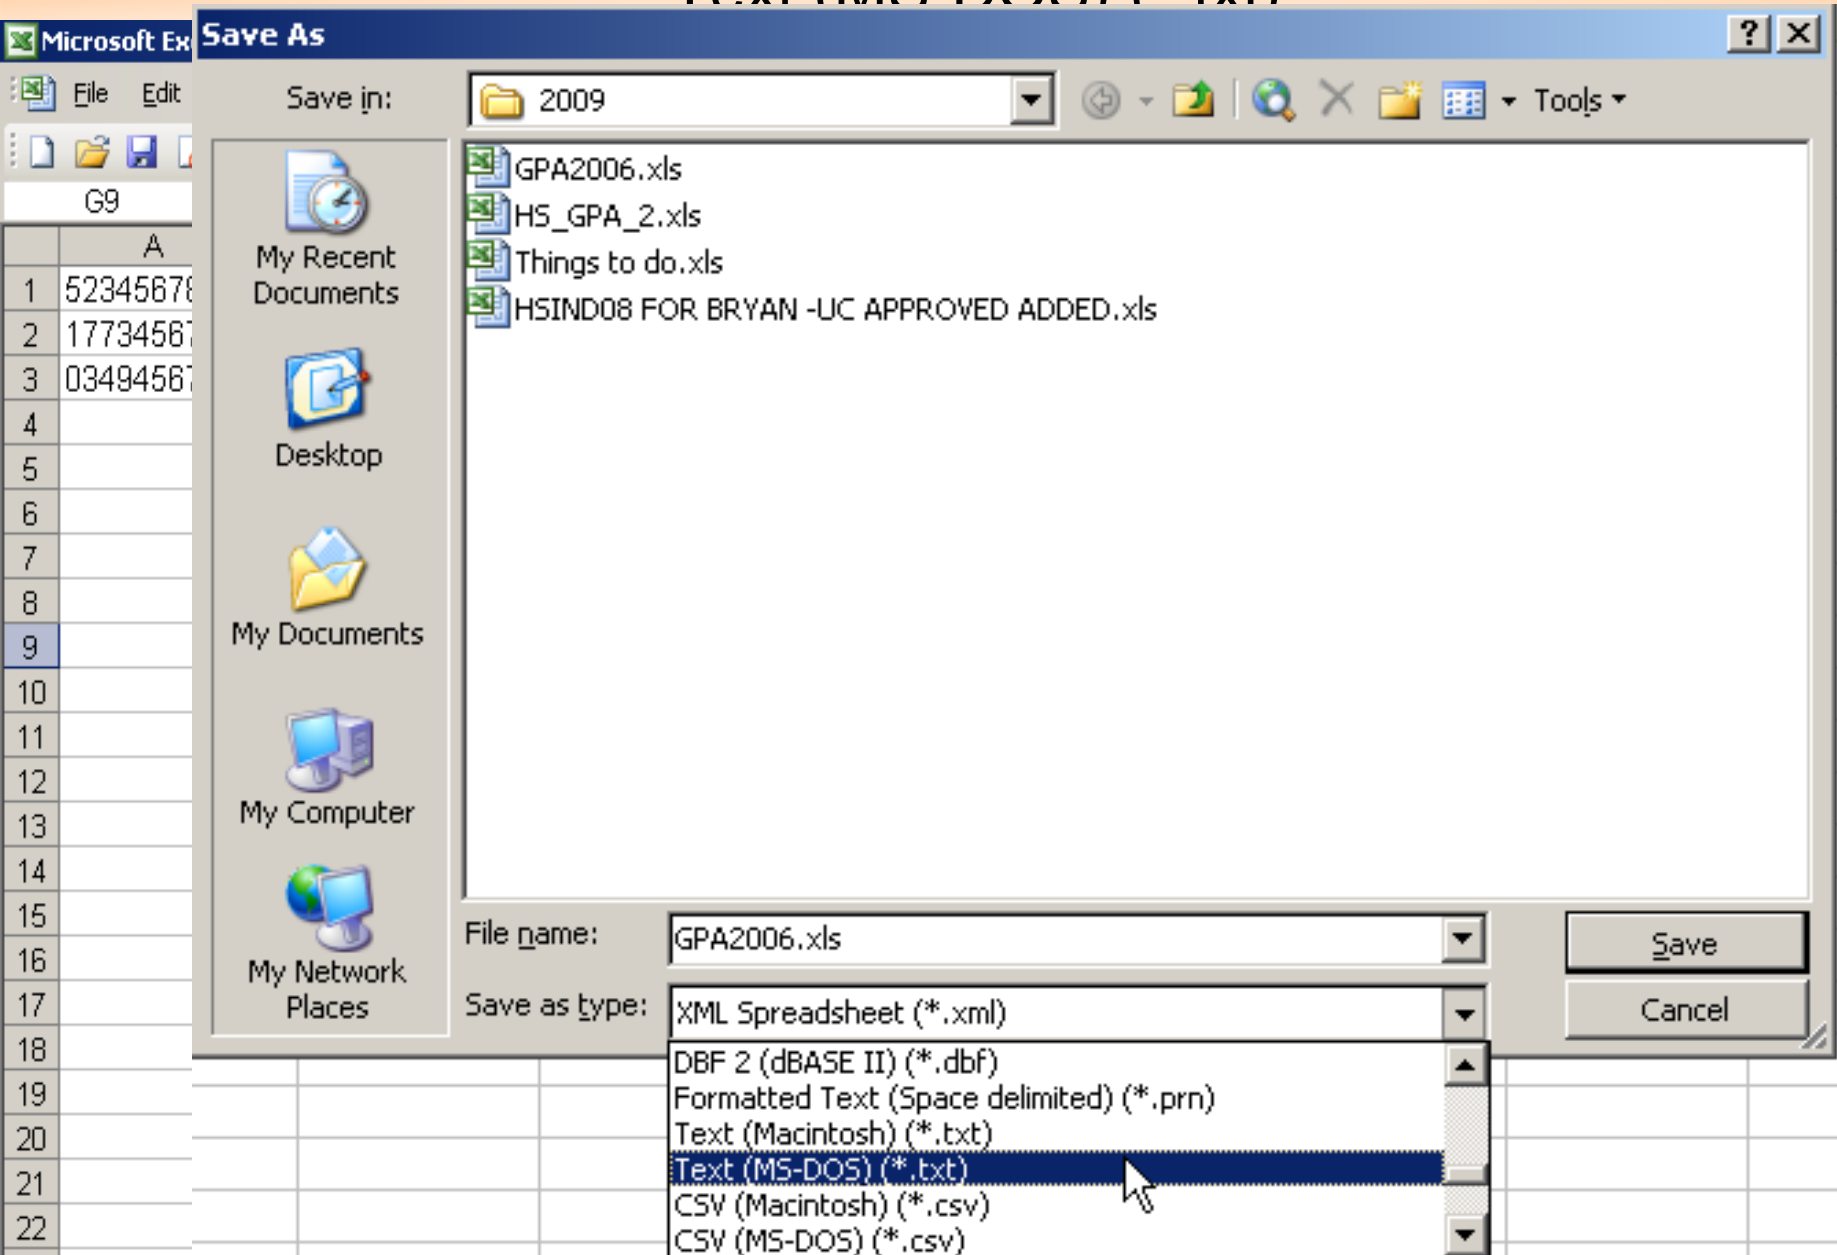 Save As
Microsoft Ex
File Edit
Save in:
2009
Tools
G9
A
1
2
3
4
5
6
7
8
9
10
11
12
13
14
15
16
17
18
19
20
21
22
My Recent
Documents
Desktop
My Documents
My Computer
My Network
Places
GPA2006.xls
HS_GPA_2.xls
Things to do.xls
HSIND08 FOR BRYAN -UC APPROVED ADDED.xls
File name:
GPA2006.xls
Save
Save as type:
XML Spreadsheet (*.xml)
Cancel
DBF 2 (dBASE II) (*.dbf)
Formatted Text (Space delimited) (*.prn)
Text (Macintosh) (*.txt)
Text (MS-DOS) (*.txt)
CSV (Macintosh) (*.csv)
CSV (MS-DOS) (*.csv)